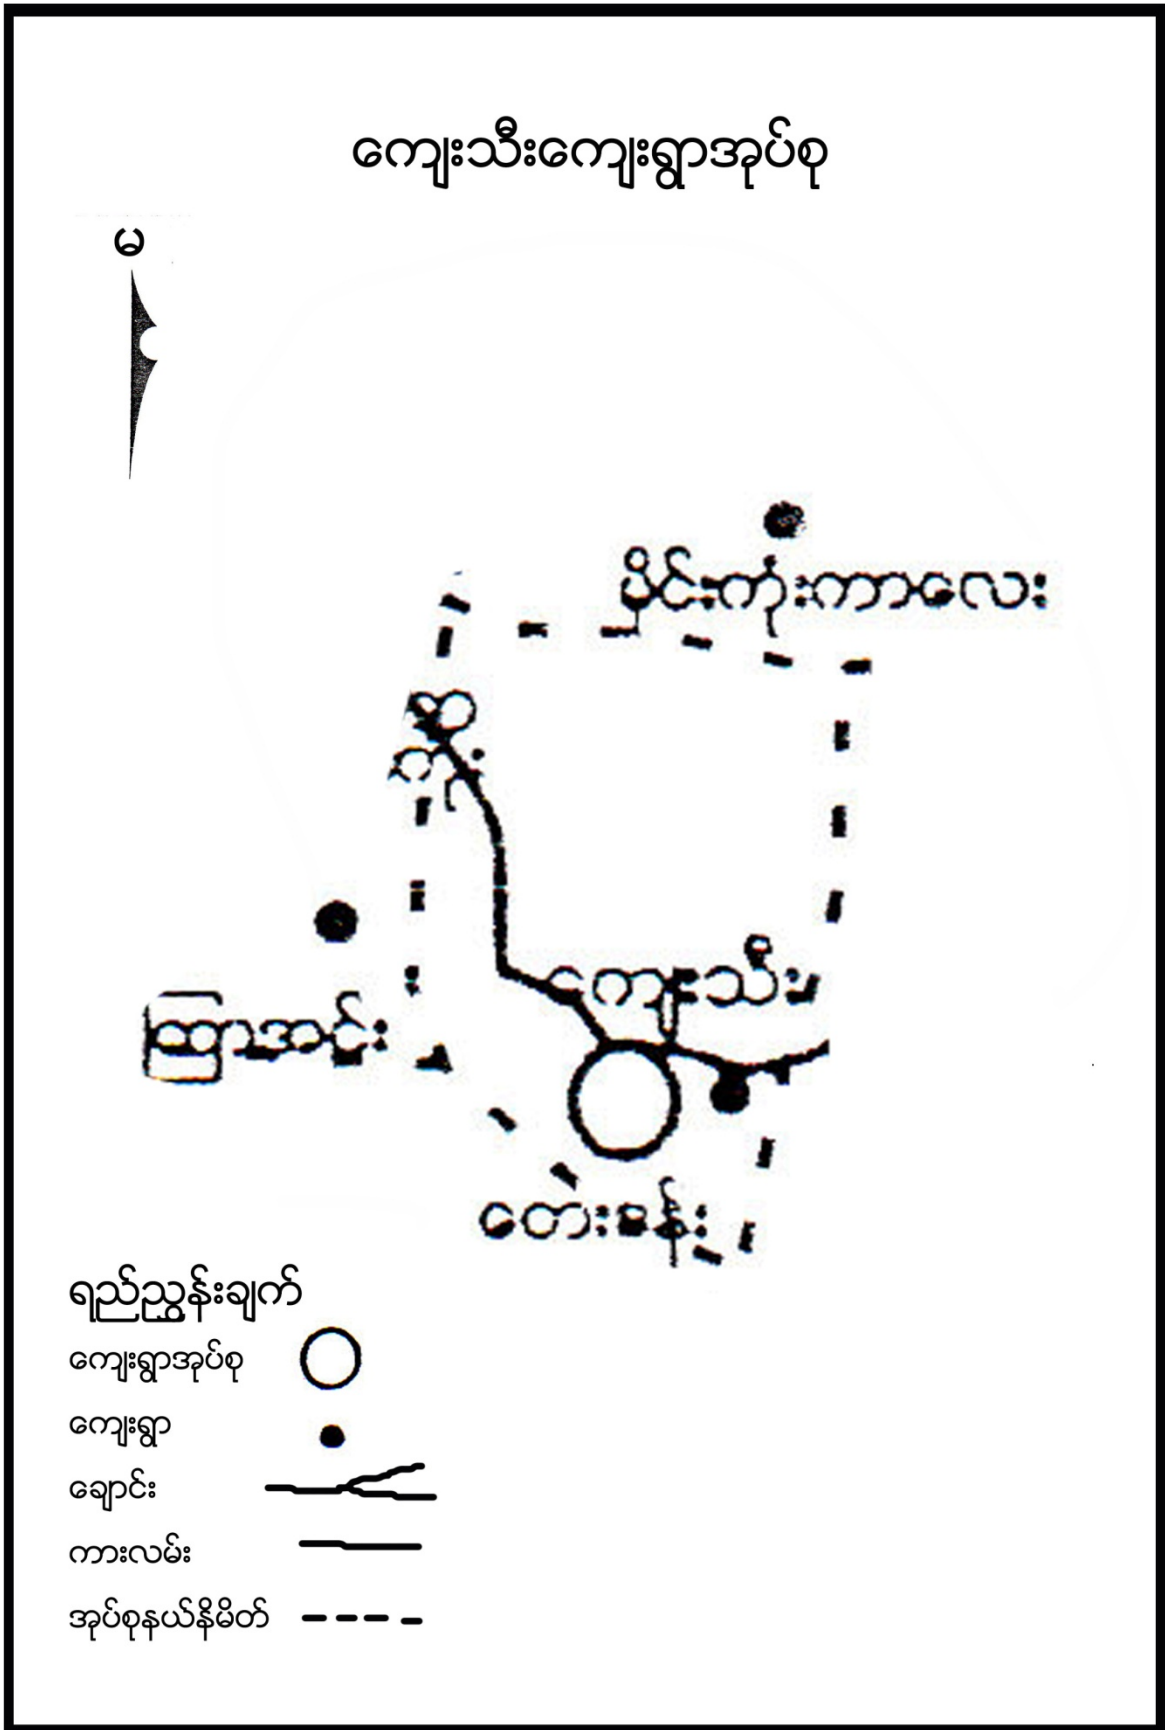 ကျေးသီးကျေးရွာအုပ်စု
မ
မှိုင်းကုံးကာလေး
ကုံး
ကျေးသီး
ကြာအင်း
တေးစန်း
ရည်ညွှန်းချက်
ကျေးရွာအုပ်စု
ကျေးရွာ
ချောင်း
ကားလမ်း
အုပ်စုနယ်နိမိတ်